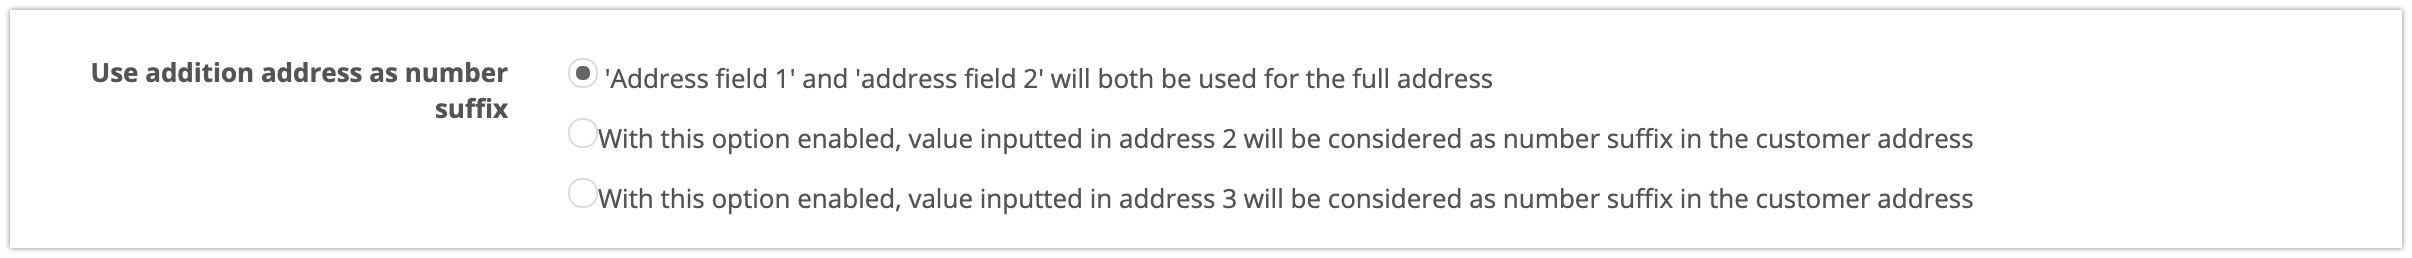 Use addition address as number
suffix
'Address field 1' and 'address field 2' will both be used for the full address
With this option enabled, value inputted in address 2 will be considered as number suffix in the customer address
With this option enabled, value inputted in address 3 will be considered as number suffix in the customer address